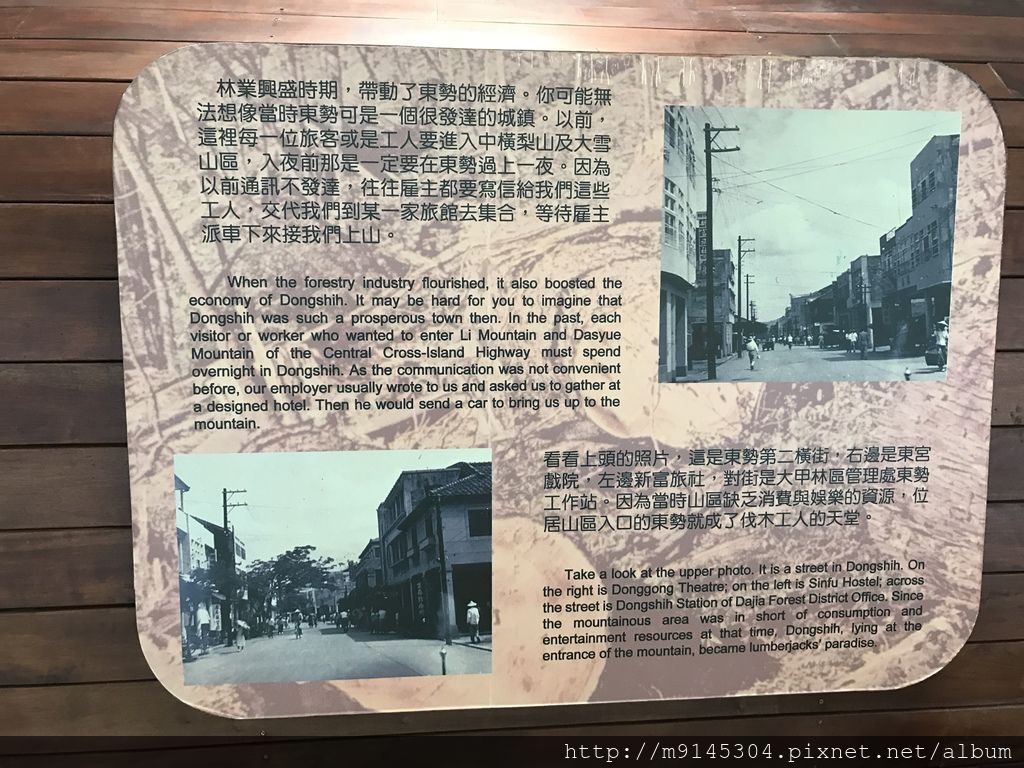 林業興盛時期，帶動了東勢的經濟。你可能無
法想像當時東勢可是一個很發達的城鎮。以前，
這裡每一位旅客或是工人要進入中橫梨山及大雪
山區，入夜前那是一定要在東勢過上一夜。因為
以前通訊不發達，往往雇主都要寫信給我們這些
工人，交代我們到某一家旅館去集合，等待雇主
派車下來接我們上山。
When the forestry industry flourished, it also boosted the
economy of Dongshih. It may be hard for you to imagine that
Dongshih was such a prosperous town then. In the past, each
visitor or worker who wanted to enter Li Mountain and Dasyue
Mountain of the Central Cross-Island Highway must spend
overnight in Dongshih. As the communication was not convenient
before, our employer usually wrote to us and asked us to gather at
a designed hotel. Then he would send a car to bring us up to the
mountain.
看看上頭的照片，這是東勢第二橫街，右邊是東宮
戲院，左邊新富旅社，對街是大甲林區管理處東勢
工作站。因為當時山區缺乏消費與娛樂的資源，位
居山區入口的東勢就成了伐木工人的天堂。
Take a look at the upper photo. It is a street in Dongshih. On
the right is Donggong Theatre; on the left is Sinfu Hostel; across
the street is Dongshih Station of Dajia Forest District Office. Since
the mountainous area was in short of consumption and
entertainment resources at that time, Dongshih, lying at the
entrance of the mountain, became lumberjacks' paradise.
http://m9145304.pixnet.net/album